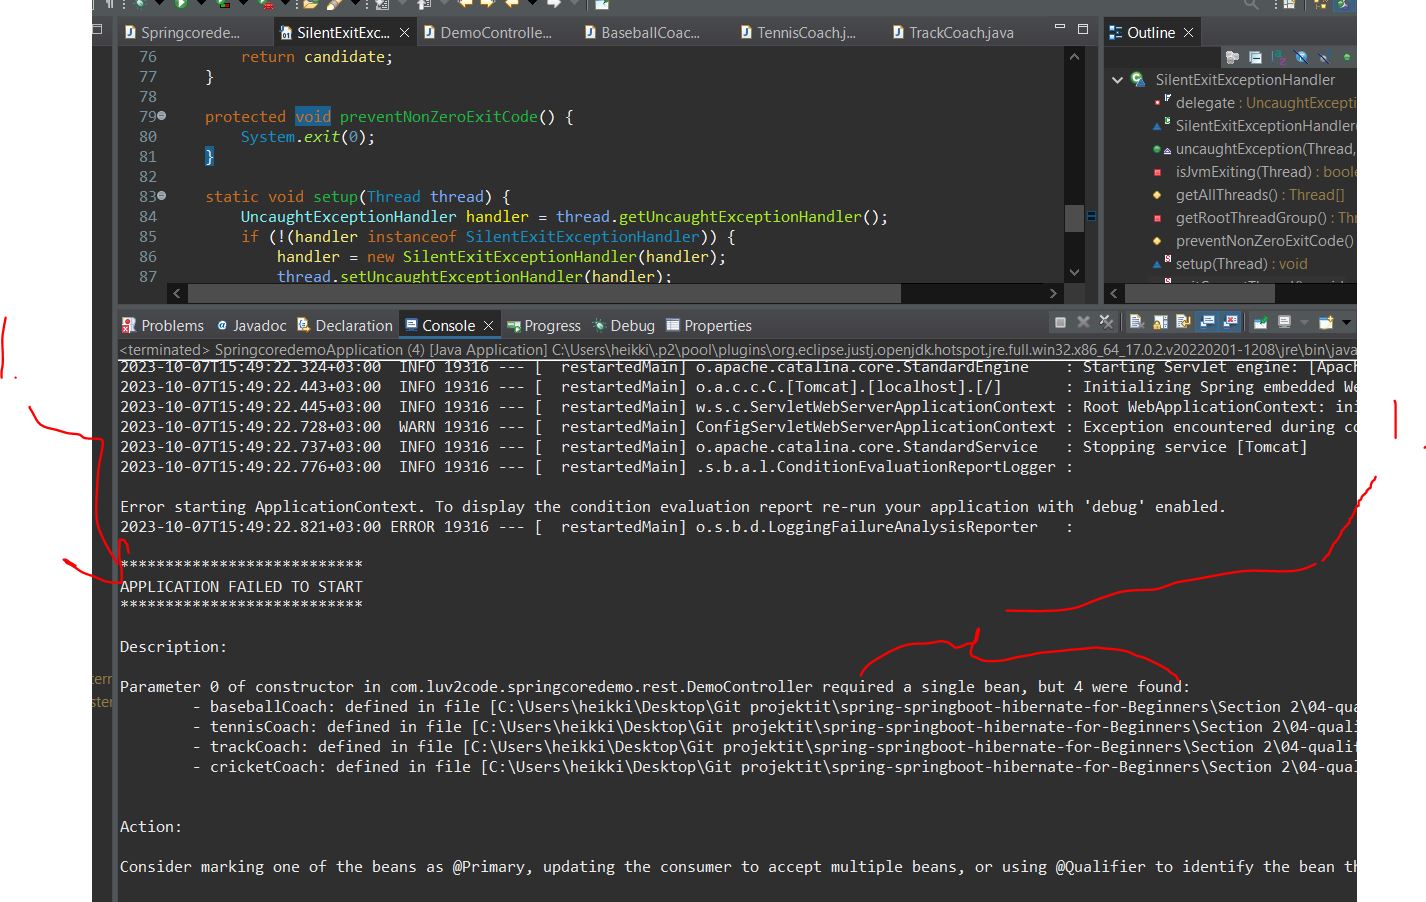 Springcorede...
SilentExitExc...
DemoControlle...
BaseballCoac...
TennisCoach.j...
TrackCoach.java
Outline
76 return candidate;
77 }
78
79 protected void preventNonZeroExitCode() {
80 System.exit(0);
81 }
82
83 static void setup(Thread thread) {
84 UncaughtExceptionHandler handler = thread.getUncaughtExceptionHandler();
85 if (!(handler instanceof SilentExitExceptionHandler)) {
86 handler = new SilentExitExceptionHandler(handler);
87 thread.setUncaughtExceptionHandler(handler);
SilentExitExceptionHandler
delegate : UncaughtExcepti
SilentExitExceptionHandler(
uncaughtException(Thread,
isJvmExiting(Thread) : boole
getAllThreads() : Thread[]
getRootThreadGroup() : Thr
preventNonZeroExitCode()
setup(Thread) : void
Problems Javadoc Declaration Console Progress Debug Properties
<terminated> SpringcoredemoApplication (4) [Java Application] C:\Users\heikki\.p2\pool\plugins\org.eclipse.justj.openjdk.hotspot.jre.full.win32.x86_64_17.0.2.v20220201-1208\jre\bin\java
2023-10-07T15:49:22.324+03:00 INFO 19316 --- [ restartedMain] o.apache.catalina.core.StandardEngine : Starting Servlet engine: [Apac
2023-10-07T15:49:22.443+03:00 INFO 19316 --- [ restartedMain] o.a.c.c.C.[Tomcat].[localhost].[/] : Initializing Spring embedded We
2023-10-07T15:49:22.445+03:00 INFO 19316 --- [ restartedMain] w.s.c.ServletWebServerApplicationContext : Root WebApplicationContext: ini
2023-10-07T15:49:22.728+03:00 WARN 19316 --- [ restartedMain] ConfigServletWebServerApplicationContext : Exception encountered during co
2023-10-07T15:49:22.737+03:00 INFO 19316 --- [ restartedMain] o.apache.catalina.core.StandardService : Stopping service [Tomcat]
2023-10-07T15:49:22.776+03:00 INFO 19316 --- [ restartedMain] .s.b.a.l.ConditionEvaluationReportLogger :
Error starting ApplicationContext. To display the condition evaluation report re-run your application with 'debug' enabled.
2023-10-07T15:49:22.821+03:00 ERROR 19316 --- [ restartedMain] o.s.b.d.LoggingFailureAnalysisReporter :
***************************
APPLICATION FAILED TO START
***************************
Description:
Parameter 0 of constructor in com.luv2code.springcoredemo.rest.DemoController required a single bean, but 4 were found:
- baseballCoach: defined in file [C:\Users\heikki\Desktop\Git projektit\spring-springboot-hibernate-for-Beginners\Section 2\04-qua
- tennisCoach: defined in file [C:\Users\heikki\Desktop\Git projektit\spring-springboot-hibernate-for-Beginners\Section 2\04-quali
- trackCoach: defined in file [C:\Users\heikki\Desktop\Git projektit\spring-springboot-hibernate-for-Beginners\Section 2\04-qualif
- cricketCoach: defined in file [C:\Users\heikki\Desktop\Git projektit\spring-springboot-hibernate-for-Beginners\Section 2\04-qual
Action:
Consider marking one of the beans as @Primary, updating the consumer to accept multiple beans, or using @Qualifier to identify the bean th
1.
1.